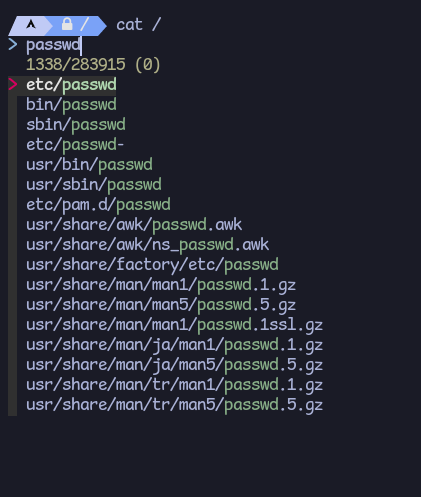 / cat /
> passwd
1338/283915 (0)
> etc/passwd
bin/passwd
sbin/passwd
etc/passwd-
usr/bin/passwd
usr/sbin/passwd
etc/pam.d/passwd
usr/share/awk/passwd.awk
usr/share/awk/ns_passwd.awk
usr/share/factory/etc/passwd
usr/share/man/man1/passwd.1.gz
usr/share/man/man5/passwd.5.gz
usr/share/man/man1/passwd.1ssl.gz
usr/share/man/ja/man1/passwd.1.gz
usr/share/man/ja/man5/passwd.5.gz
usr/share/man/tr/man1/passwd.1.gz
usr/share/man/tr/man5/passwd.5.gz